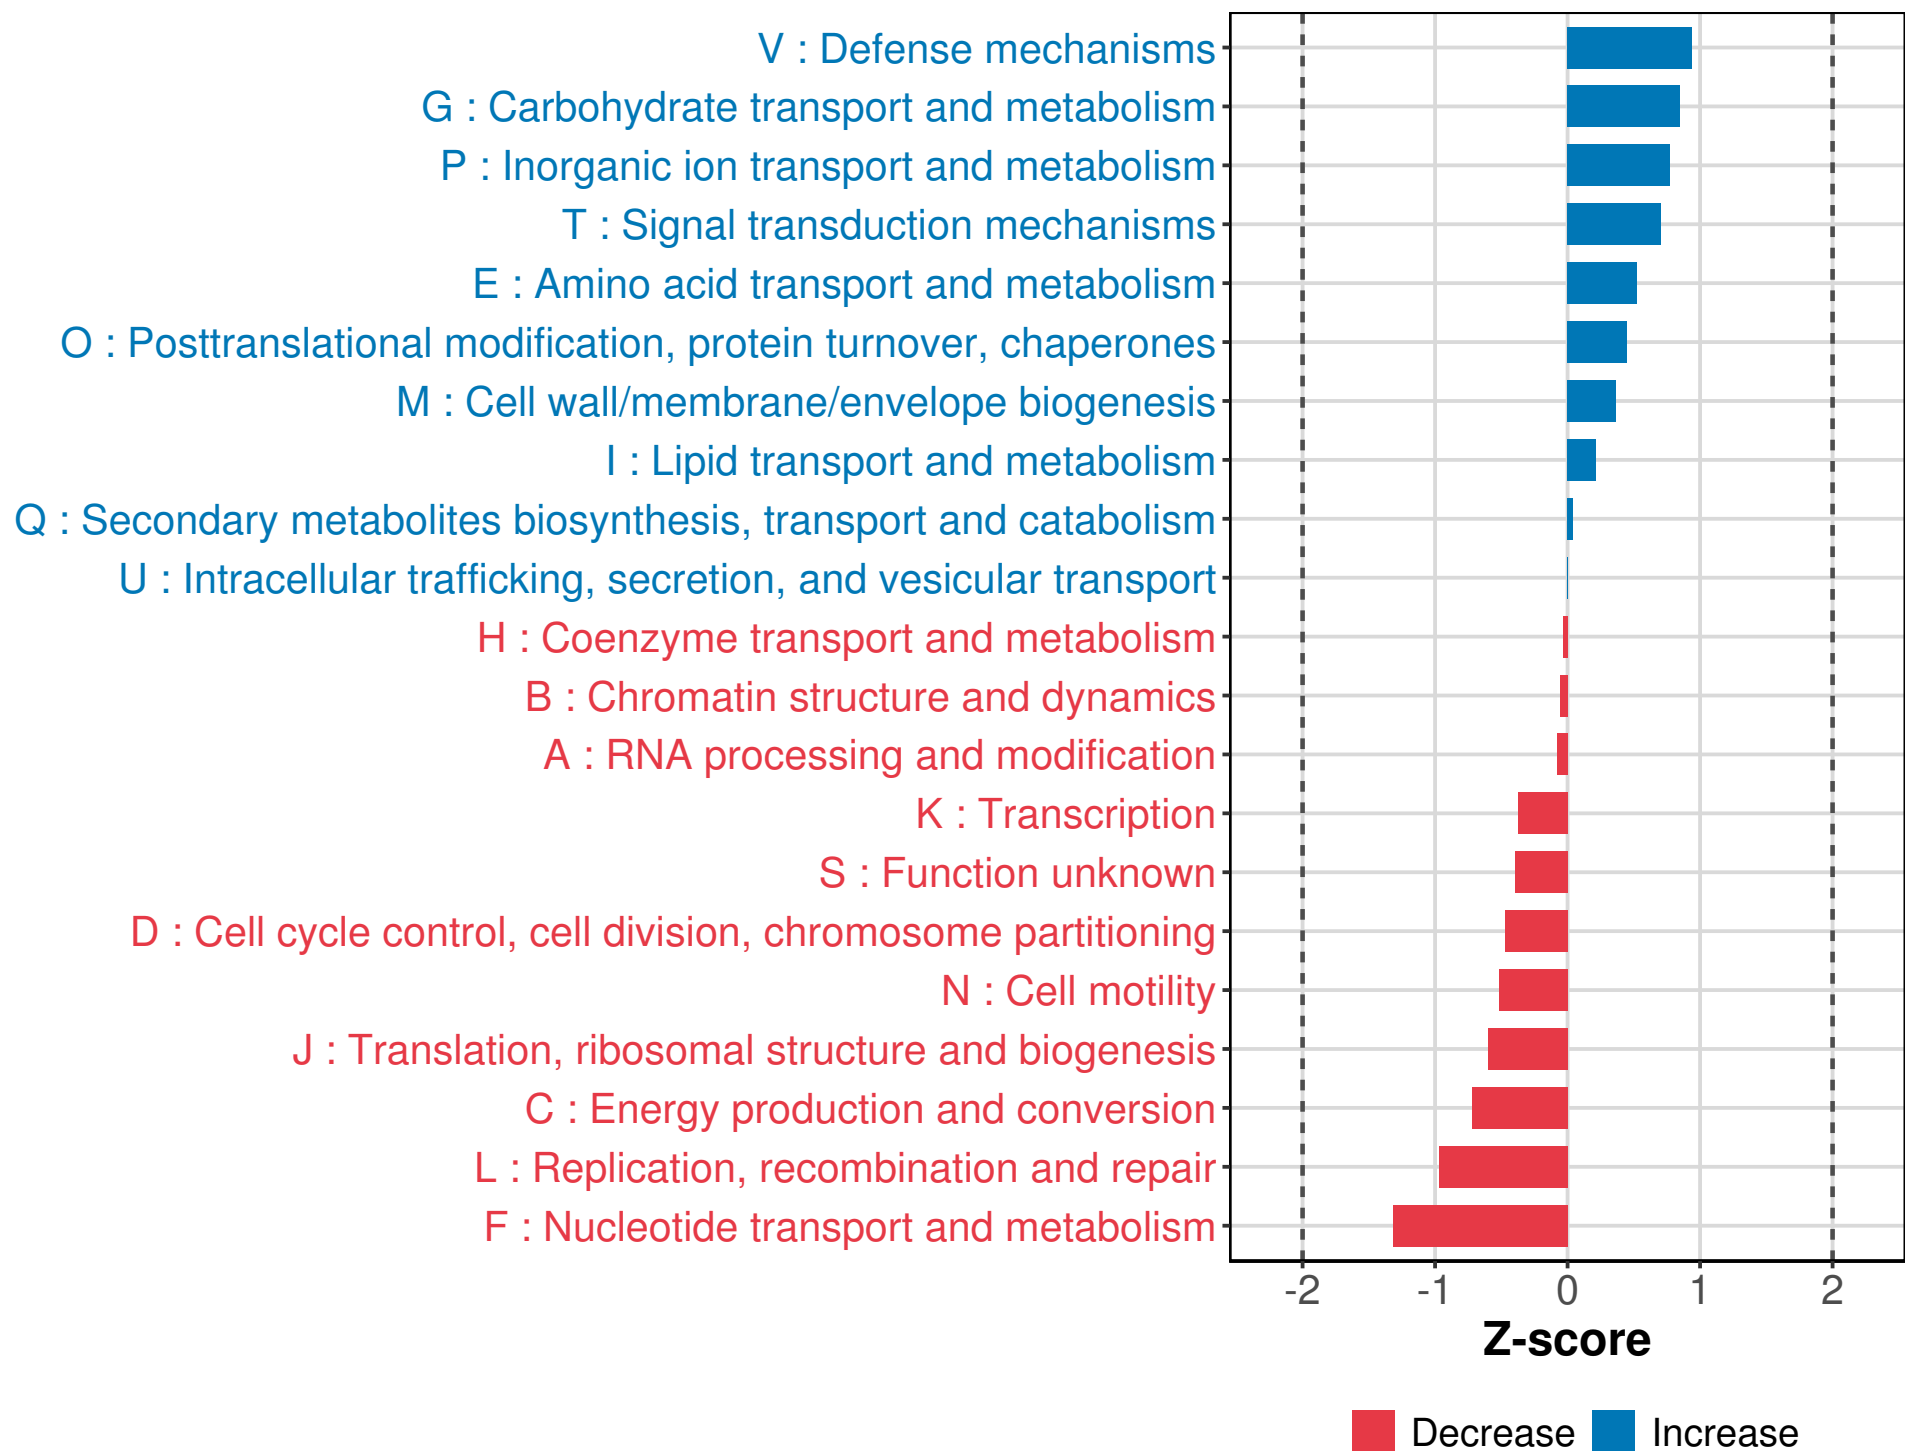 V : Defense mechanisms
G : Carbohydrate transport and metabolism
P : Inorganic ion transport and metabolism
T : Signal transduction mechanisms
E : Amino acid transport and metabolism
O : Posttranslational modification, protein turnover, chaperones
M : Cell wall/membrane/envelope biogenesis
I : Lipid transport and metabolism
Q : Secondary metabolites biosynthesis, transport and catabolism
U : Intracellular trafficking, secretion, and vesicular transport
H : Coenzyme transport and metabolism
B : Chromatin structure and dynamics
A : RNA processing and modification
K : Transcription
S : Function unknown
D : Cell cycle control, cell division, chromosome partitioning
N : Cell motility
J : Translation, ribosomal structure and biogenesis
C : Energy production and conversion
L : Replication, recombination and repair
F : Nucleotide transport and metabolism
-2 -1 0 1 2
Z-score
Decrease Increase